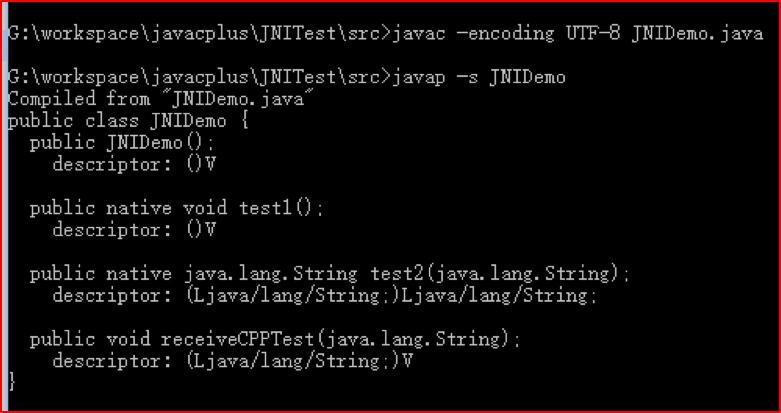 G:\workspace\javacplus\JNITest\src>javac -encoding UTF-8 JNIDemo.java
G:\workspace\javacplus\JNITest\src>javap -s JNIDemo
Compiled from "JNIDemo.java"
public class JNIDemo {
  public JNIDemo();
    descriptor: ()V
  public native void test1();
    descriptor: ()V
  public native java.lang.String test2(java.lang.String);
    descriptor: (Ljava/lang/String;)Ljava/lang/String;
  public void receiveCPPTest(java.lang.String);
    descriptor: (Ljava/lang/String;)V
}